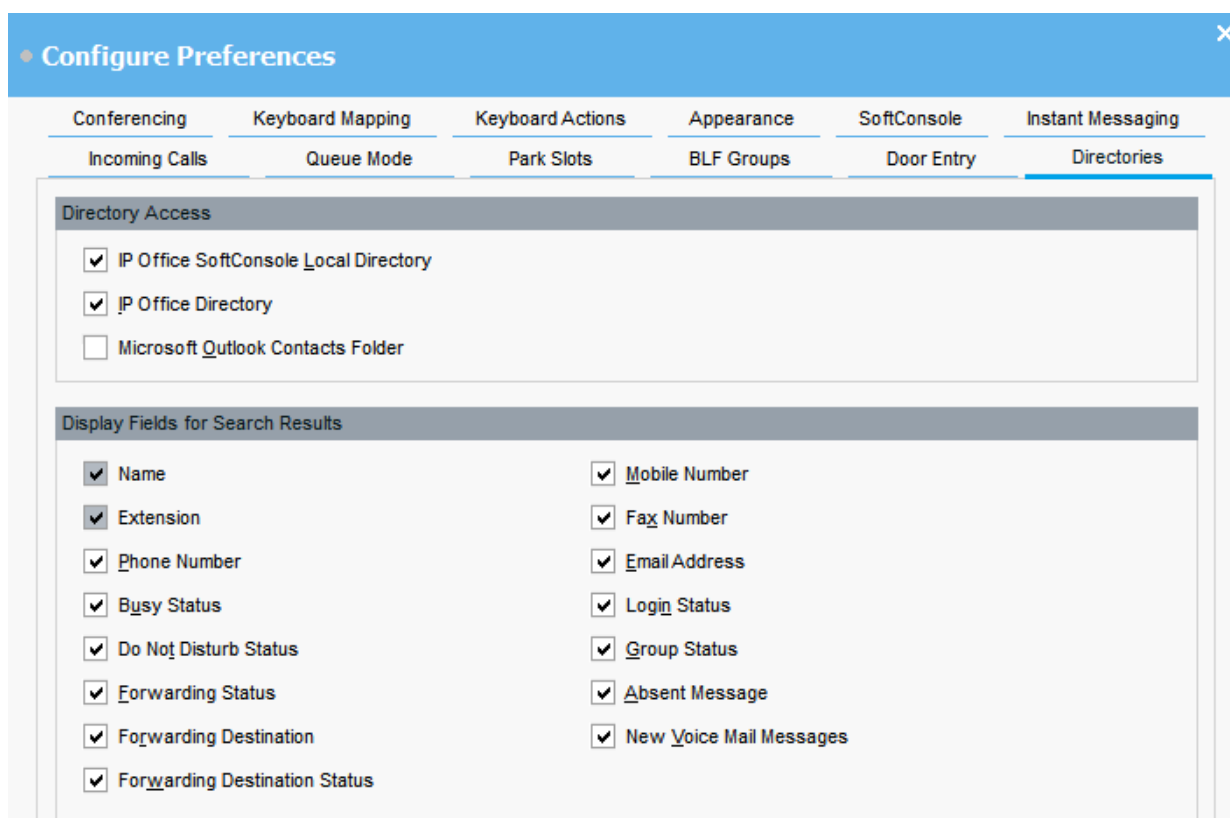 Configure Preferences
Conferencing Keyboard Mapping Keyboard Actions Appearance SoftConsole Instant Messaging
Incoming Calls Queue Mode Park Slots BLF Groups Door Entry Directories
Directory Access
IP Office SoftConsole Local Directory
IP Office Directory
Microsoft Outlook Contacts Folder
Display Fields for Search Results
Name Mobile Number
Extension Fax Number
Phone Number Email Address
Busy Status Login Status
Do Not Disturb Status Group Status
Forwarding Status Absent Message
Forwarding Destination New Voice Mail Messages
Forwarding Destination Status